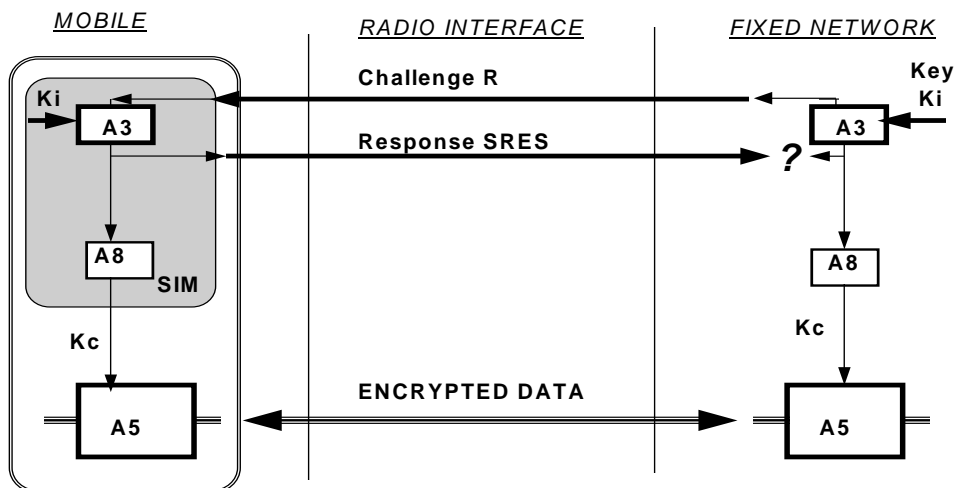 MOBILE
RADIO INTERFACE
FIXED NETWORK
Challenge R
Key
Ki
Ki
A3
A3
Response SRES
?
A8
A8
SIM
Kc
Kc
ENCRYPTED DATA
A5
A5